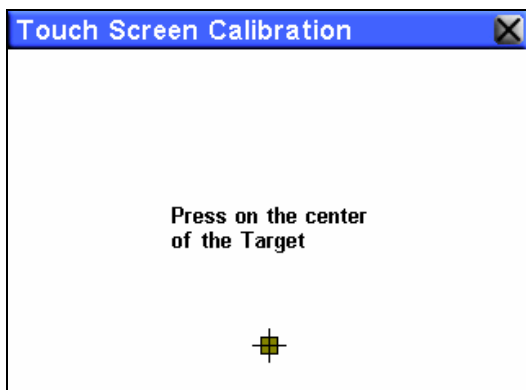 Touch Screen Calibration
Press on the center
of the Target